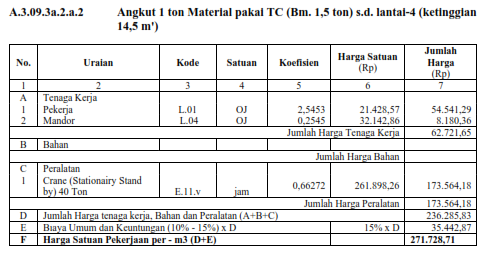 A.3.09.3a.2.a.2 Angkut 1 ton Material pakai TC (Bm. 1,5 ton) s.d. lantai-4 (ketinggian
14,5 m')
No. Uraian Kode Satuan Koefisien Harga Satuan (Rp) Jumlah Harga (Rp)
1 2 3 4 5 6 7
A Tenaga Kerja
1 Pekerja L.01 OJ 2,5453 21.428,57 54.541,29
2 Mandor L.04 OJ 0,2545 32.142,86 8.180,36
Jumlah Harga Tenaga Kerja 62.721,65
B Bahan
Jumlah Harga Bahan
C Peralatan
1 Crane (Stationairy Stand
by) 40 Ton E.11.v jam 0,66272 261.898,26 173.564,18
Jumlah Harga Peralatan 173.564,18
D Jumlah Harga tenaga kerja, Bahan dan Peralatan (A+B+C) 236.285,83
E Biaya Umum dan Keuntungan (10% - 15%) x D 15% x D 35.442,87
F Harga Satuan Pekerjaan per - m3 (D+E) 271.728,71